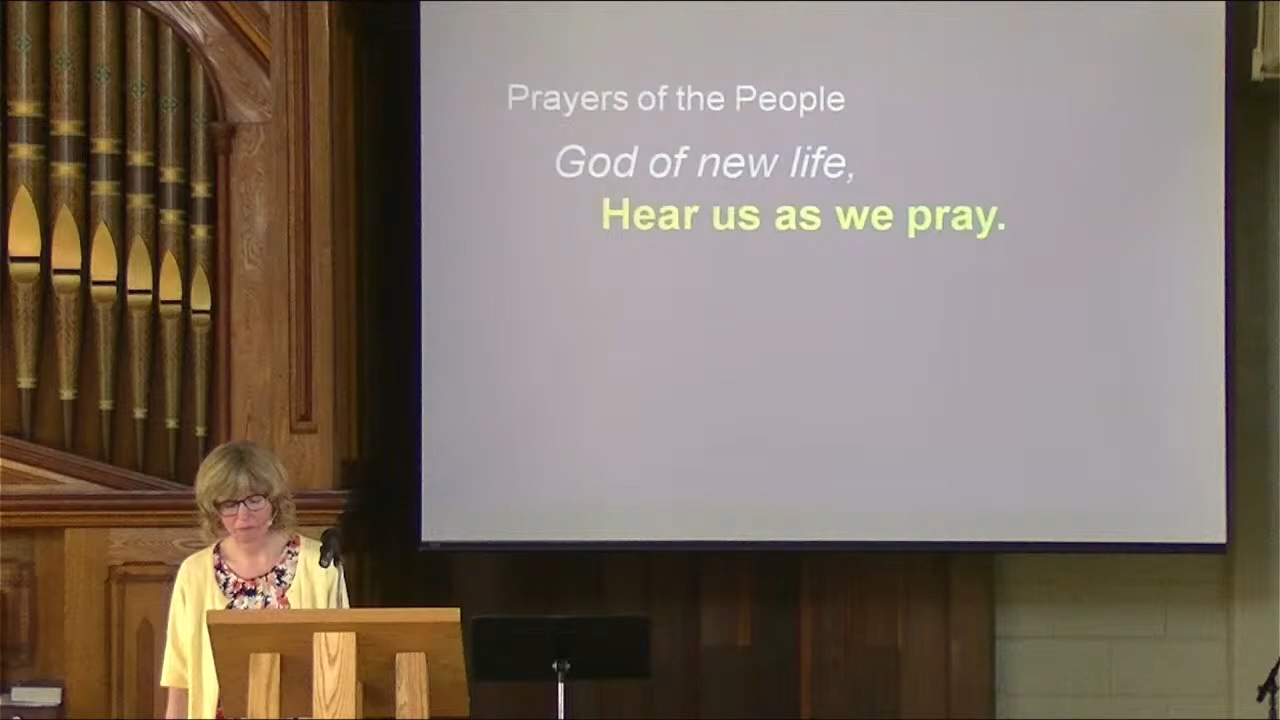 Prayers of the People
God of new life,
Hear us as we pray.